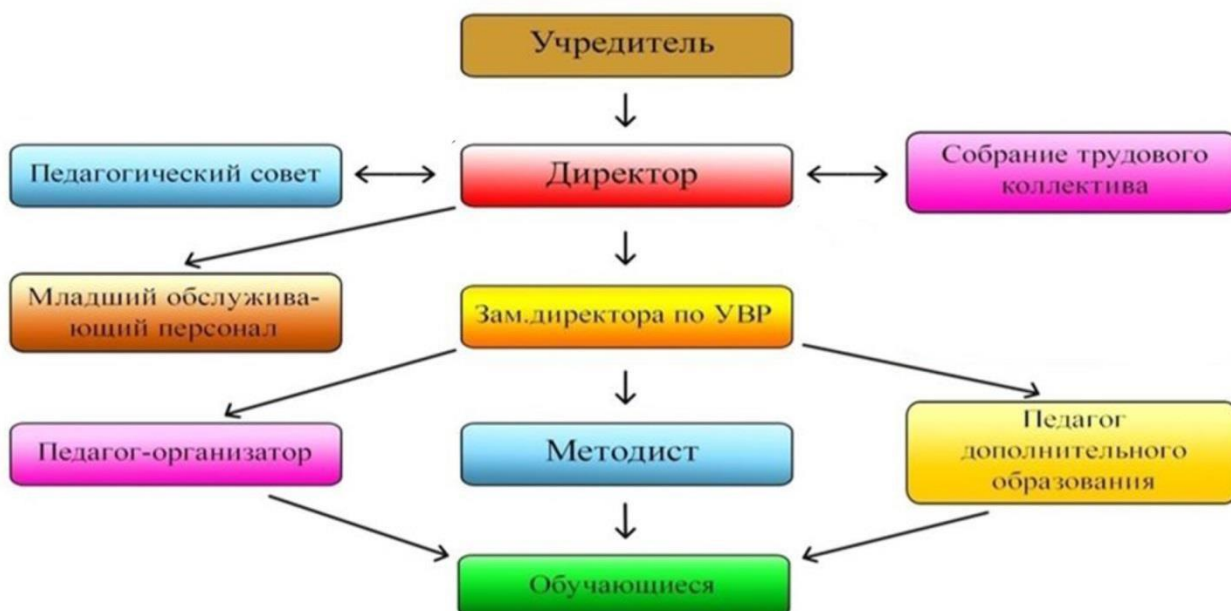 Учредитель
Педагогический совет
Директор
Собрание трудового
коллектива
Младший обслужива-
ющий персонал
Зам.директора по УВР
Педагог-организатор
Методист
Педагог
дополнительного
образования
Обучающиеся